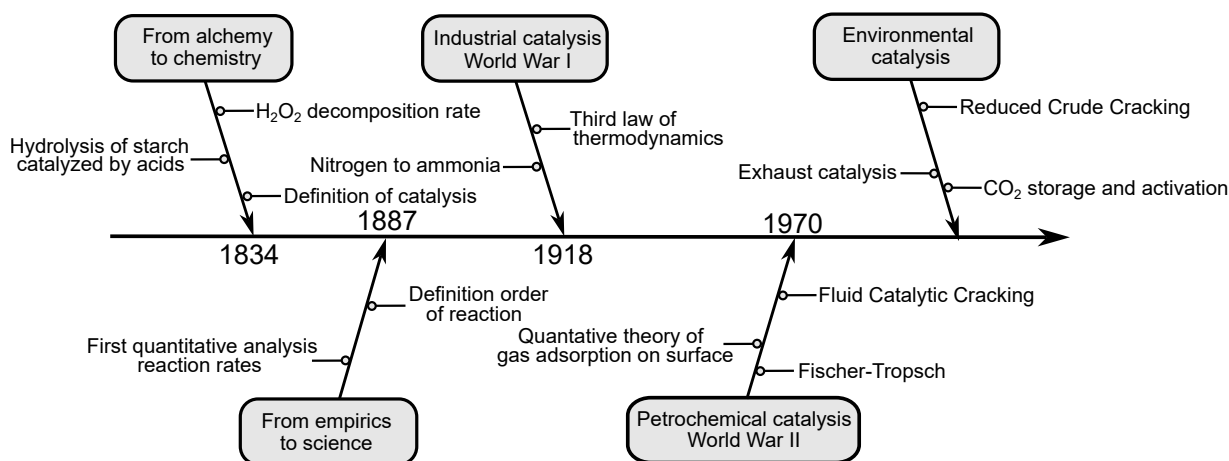 From alchemy
to chemistry
Industrial catalysis
World War I
Environmental
catalysis
H₂O₂ decomposition rate
Hydrolysis of starch
catalyzed by acids
Definition of catalysis
Third law of
thermodynamics
Nitrogen to ammonia
Reduced Crude Cracking
Exhaust catalysis
CO₂ storage and activation
1834
1887
1918
1970
Definition order
of reaction
First quantitative analysis
reaction rates
From empirics
to science
Fluid Catalytic Cracking
Quantative theory of
gas adsorption on surface
Fischer-Tropsch
Petrochemical catalysis
World War II